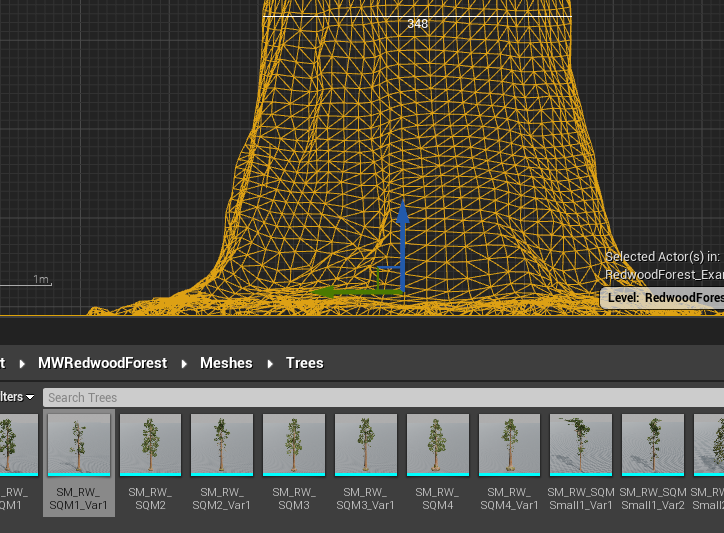 348
1m
Selected Actor(s) in:
RedwoodForest_Exa
Level: RedwoodFores
t MWRedwoodForest Meshes Trees
lters Search Trees
_RW_ SM_RW_ SM_RW_ SM_RW_ SM_RW_ SM_RW_ SM_RW_ SM_RW_ SM_RW_SQM SM_RW_SQM SM_RW
QM1 SQM1_Var1 SQM2 SQM2_Var1 SQM3 SQM3_Var1 SQM4 SQM4_Var1 Small1_Var1 Small1_Var2 Small2